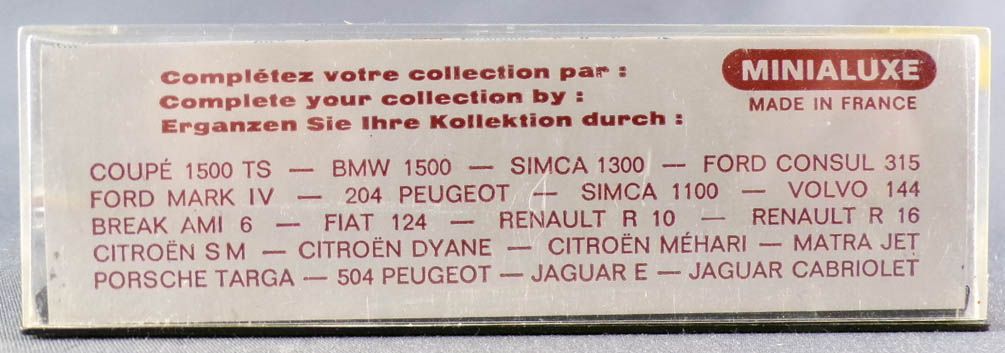 Complétez votre collection par :
Complete your collection by :
Erganzen Sie Ihre Kollektion durch :
MINIALUXE
MADE IN FRANCE
COUPÉ 1500 TS — BMW 1500 — SIMCA 1300 — FORD CONSUL 315
FORD MARK IV — 204 PEUGEOT — SIMCA 1100 — VOLVO 144
BREAK AMI 6 — FIAT 124 — RENAULT R 10 — RENAULT R 16
CITROËN S M — CITROËN DYANE — CITROËN MÉHARI — MATRA JET
PORSCHE TARGA — 504 PEUGEOT — JAGUAR E — JAGUAR CABRIOLET